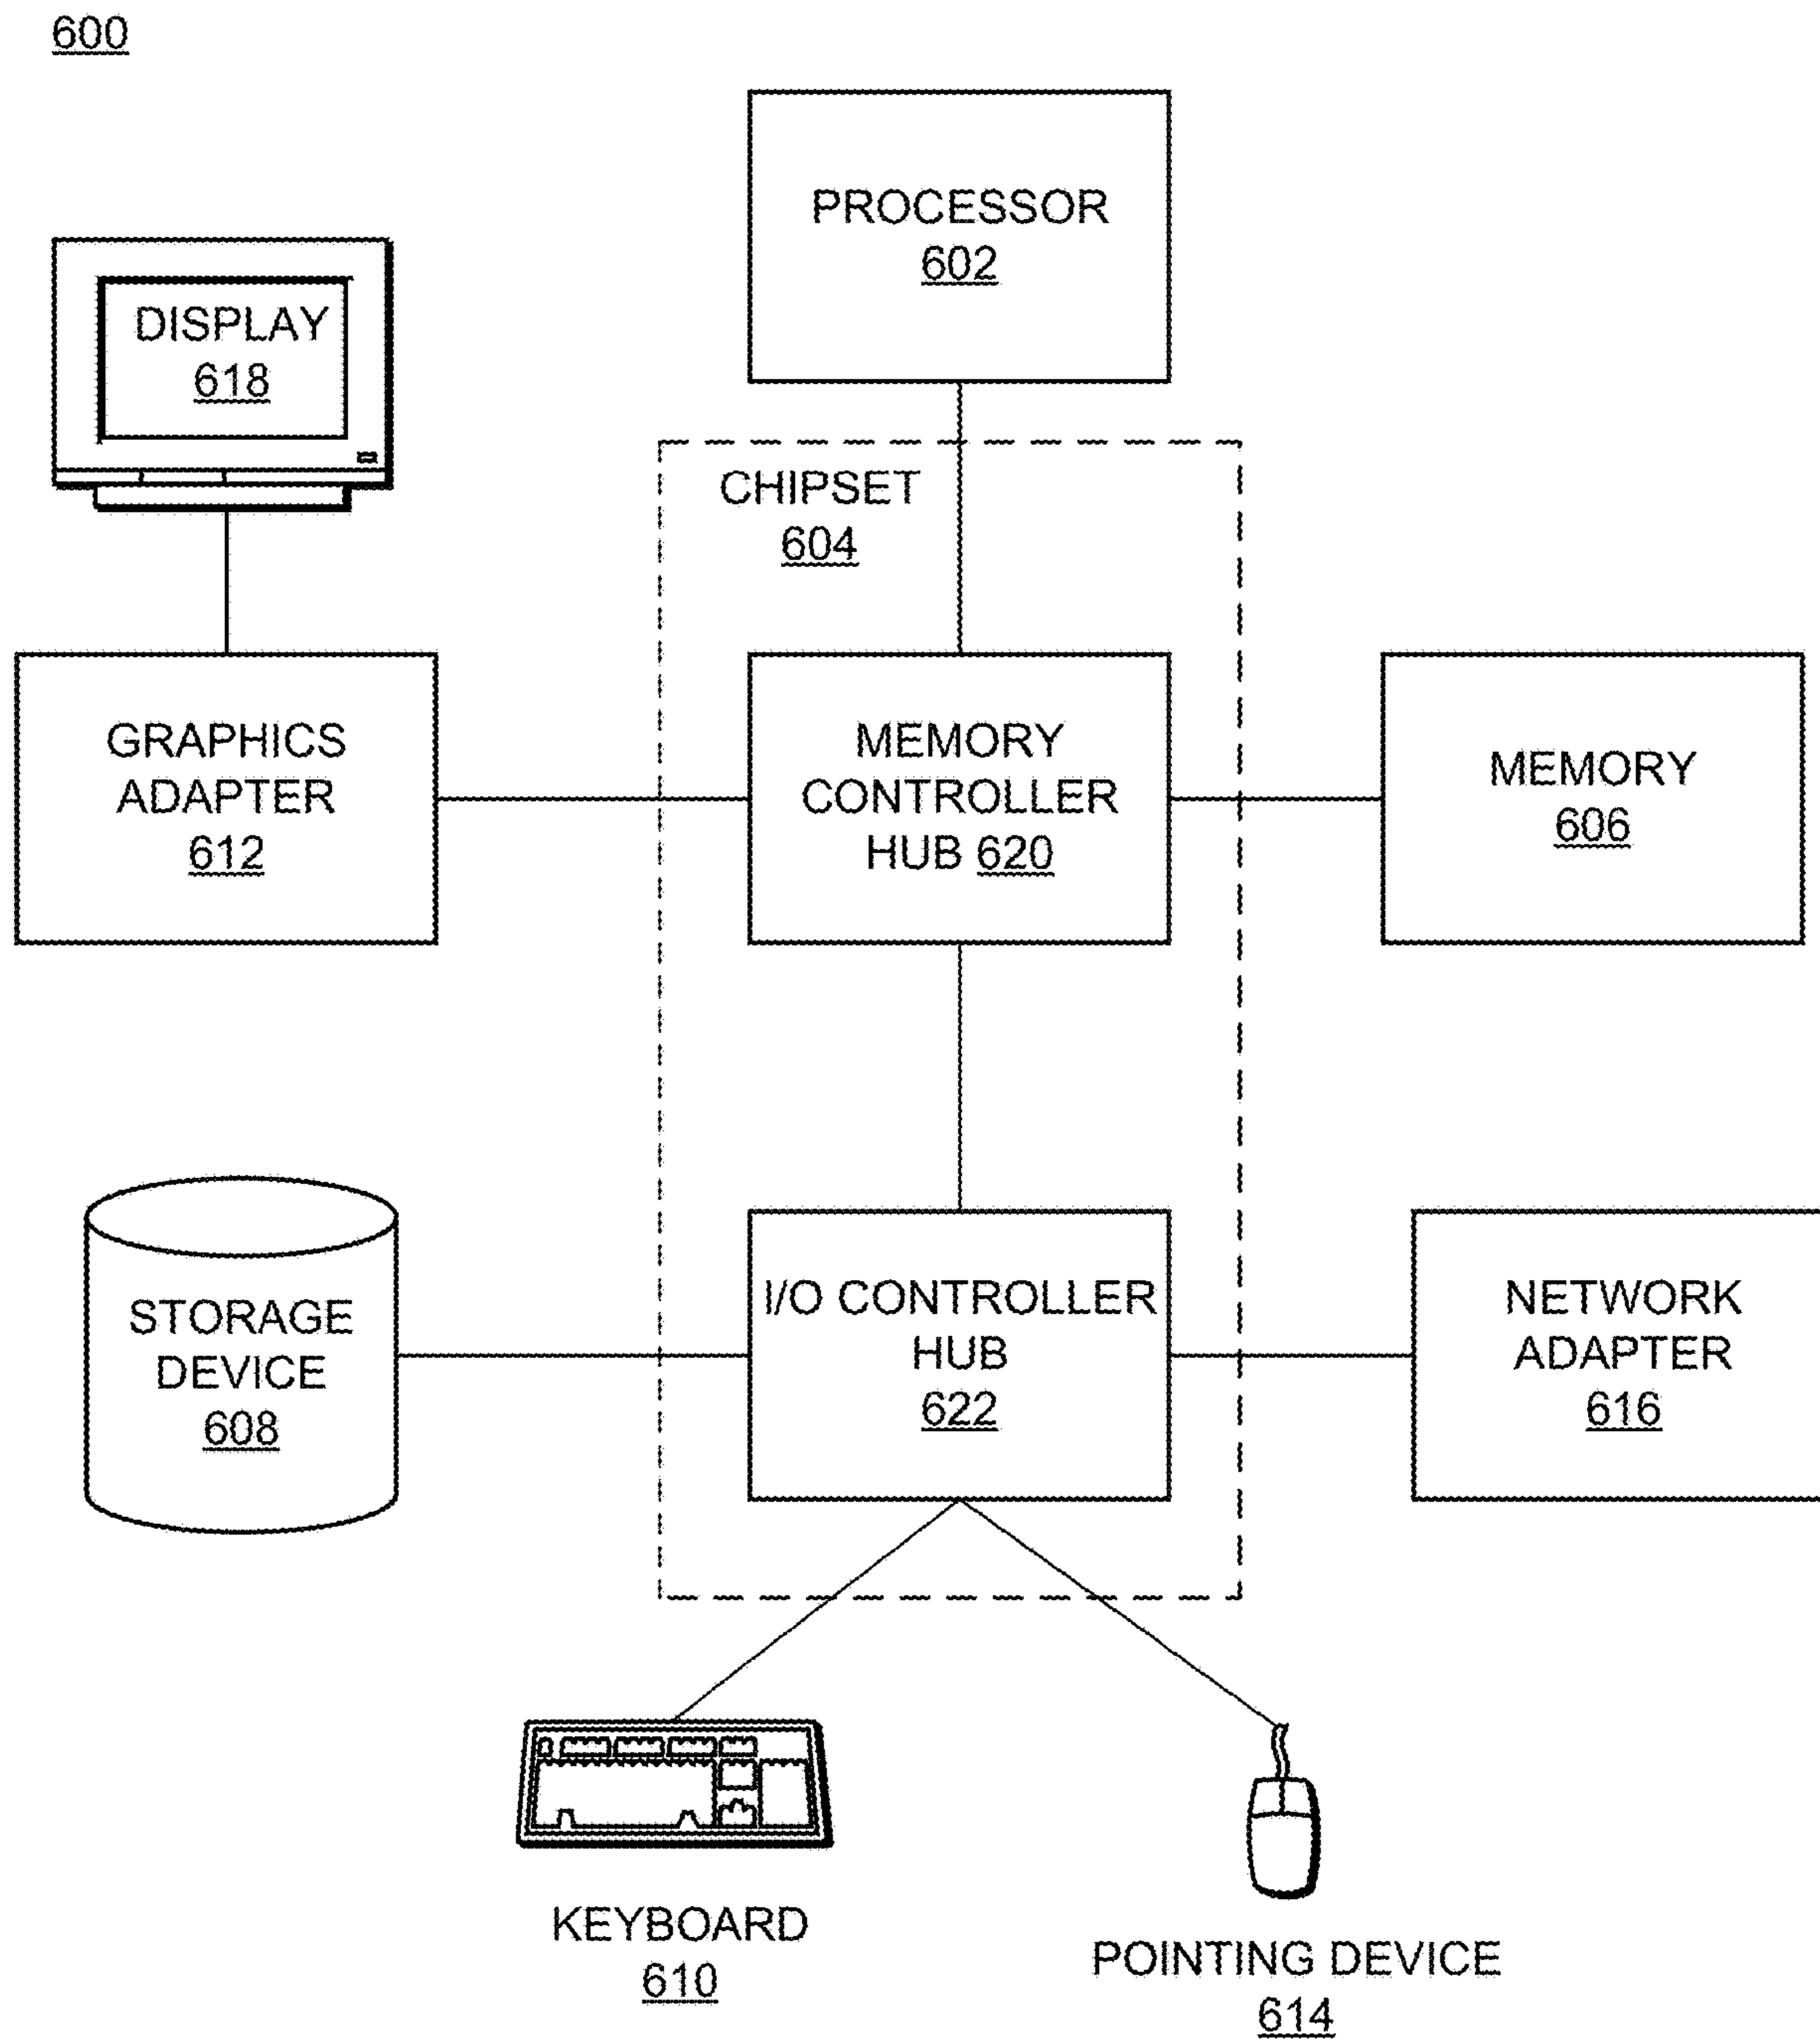 600
PROCESSOR
602
DISPLAY
618
CHIPSET
604
GRAPHICS
ADAPTER
612
MEMORY
CONTROLLER
HUB 620
MEMORY
606
STORAGE
DEVICE
608
I/O CONTROLLER
HUB
622
NETWORK
ADAPTER
616
KEYBOARD
610
POINTING DEVICE
614